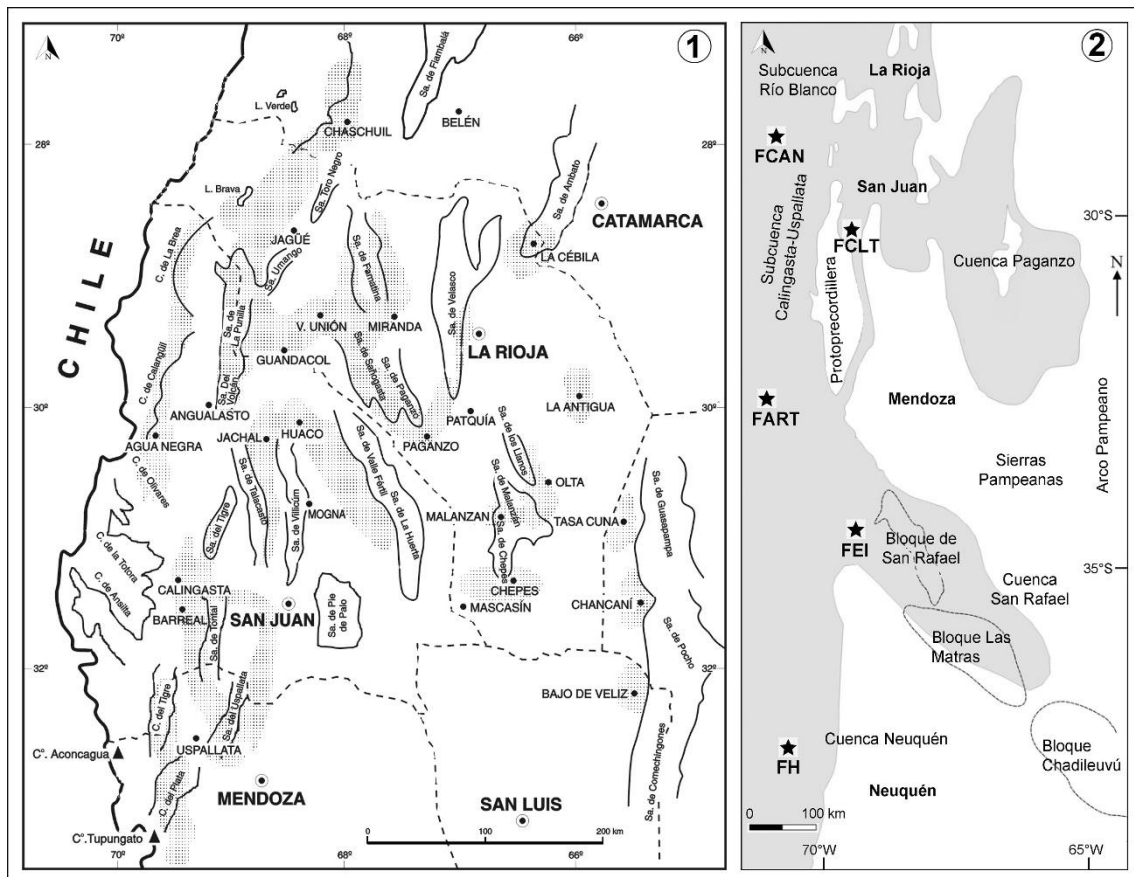 70º
68º
66º
N
1
Sa. de Fiambalá
L. Verde
CHASCHUIL
BELÉN
28º
28º
L. Brava
Sa. Toro Negro
Sa. de Ambato
CATAMARCA
JAGÜÉ
LA CÉBILA
C. de La Brea
Sa. Umango
Sa. de Famatina
Sa. de Velasco
CHILE
Sa. de
La Punilla
V. UNIÓN
MIRANDA
LA RIOJA
GUANDACOL
C. de Calangüil
Sa. Del
Volcán
Sa. de Sañogasta
Sa. de Paganzo
LA ANTIGUA
30º
ANGUALASTO
30º
PATQUÍA
AGUA NEGRA
JACHAL
HUACO
PAGANZO
C. de Olivares
Sa. de Talacasto
Sa. de Valle Fértil
Sa. de los Llanos
OLTA
Sa. de Guasapampa
Sa. del Tigre
Sa. de Villicúm
MOGNA
Sa. de La Huerta
MALANZAN
Sa. de Malanzán
TASA CUNA
C. de la Totora
C. de Ansilta
Sa. de Chepes
CALINGASTA
CHEPES
BARREAL
SAN JUAN
Sa. de Pie
de Palo
MASCASÍN
CHANCANÍ
Sa. de Tontal
Sa. de Pocho
32º
32º
C. del Tigre
Sa. del Uspallata
BAJO DE VELIZ
USPALLATA
Cº. Aconcagua
C. del Plata
Sa. de Comechingones
MENDOZA
SAN LUIS
Cº. Tupungato
0
100
200 km
70º
68º
66º
N
2
Subcuenca
Río Blanco
La Rioja
FCAN
San Juan
30°S
Subcuenca
Calingasta-Uspallata
FCLT
Protoprecordillera
Cuenca Paganzo
N
FART
Mendoza
Sierras
Pampeanas
Arco Pampeano
FEI
Bloque de
San Rafael
35°S
Cuenca
San Rafael
Bloque Las
Matras
FH
Cuenca Neuquén
Bloque
Chadileuvú
Neuquén
0
100 km
70°W
65°W